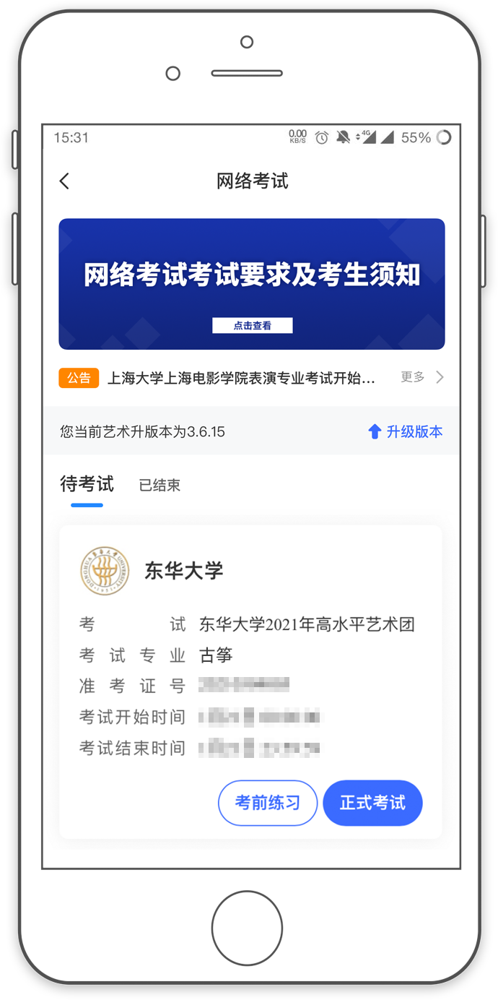 15:31 0.00 KB/S 4G 55%
网络考试
网络考试考试要求及考生须知
点击查看
公告 上海大学上海电影学院表演专业考试开始... 更多
您当前艺术升版本为3.6.15 升级版本
待考试 已结束
东华大学
考试 东华大学2021年高水平艺术团
考试专业 古筝
准考证号
考试开始时间
考试结束时间
考前练习 正式考试